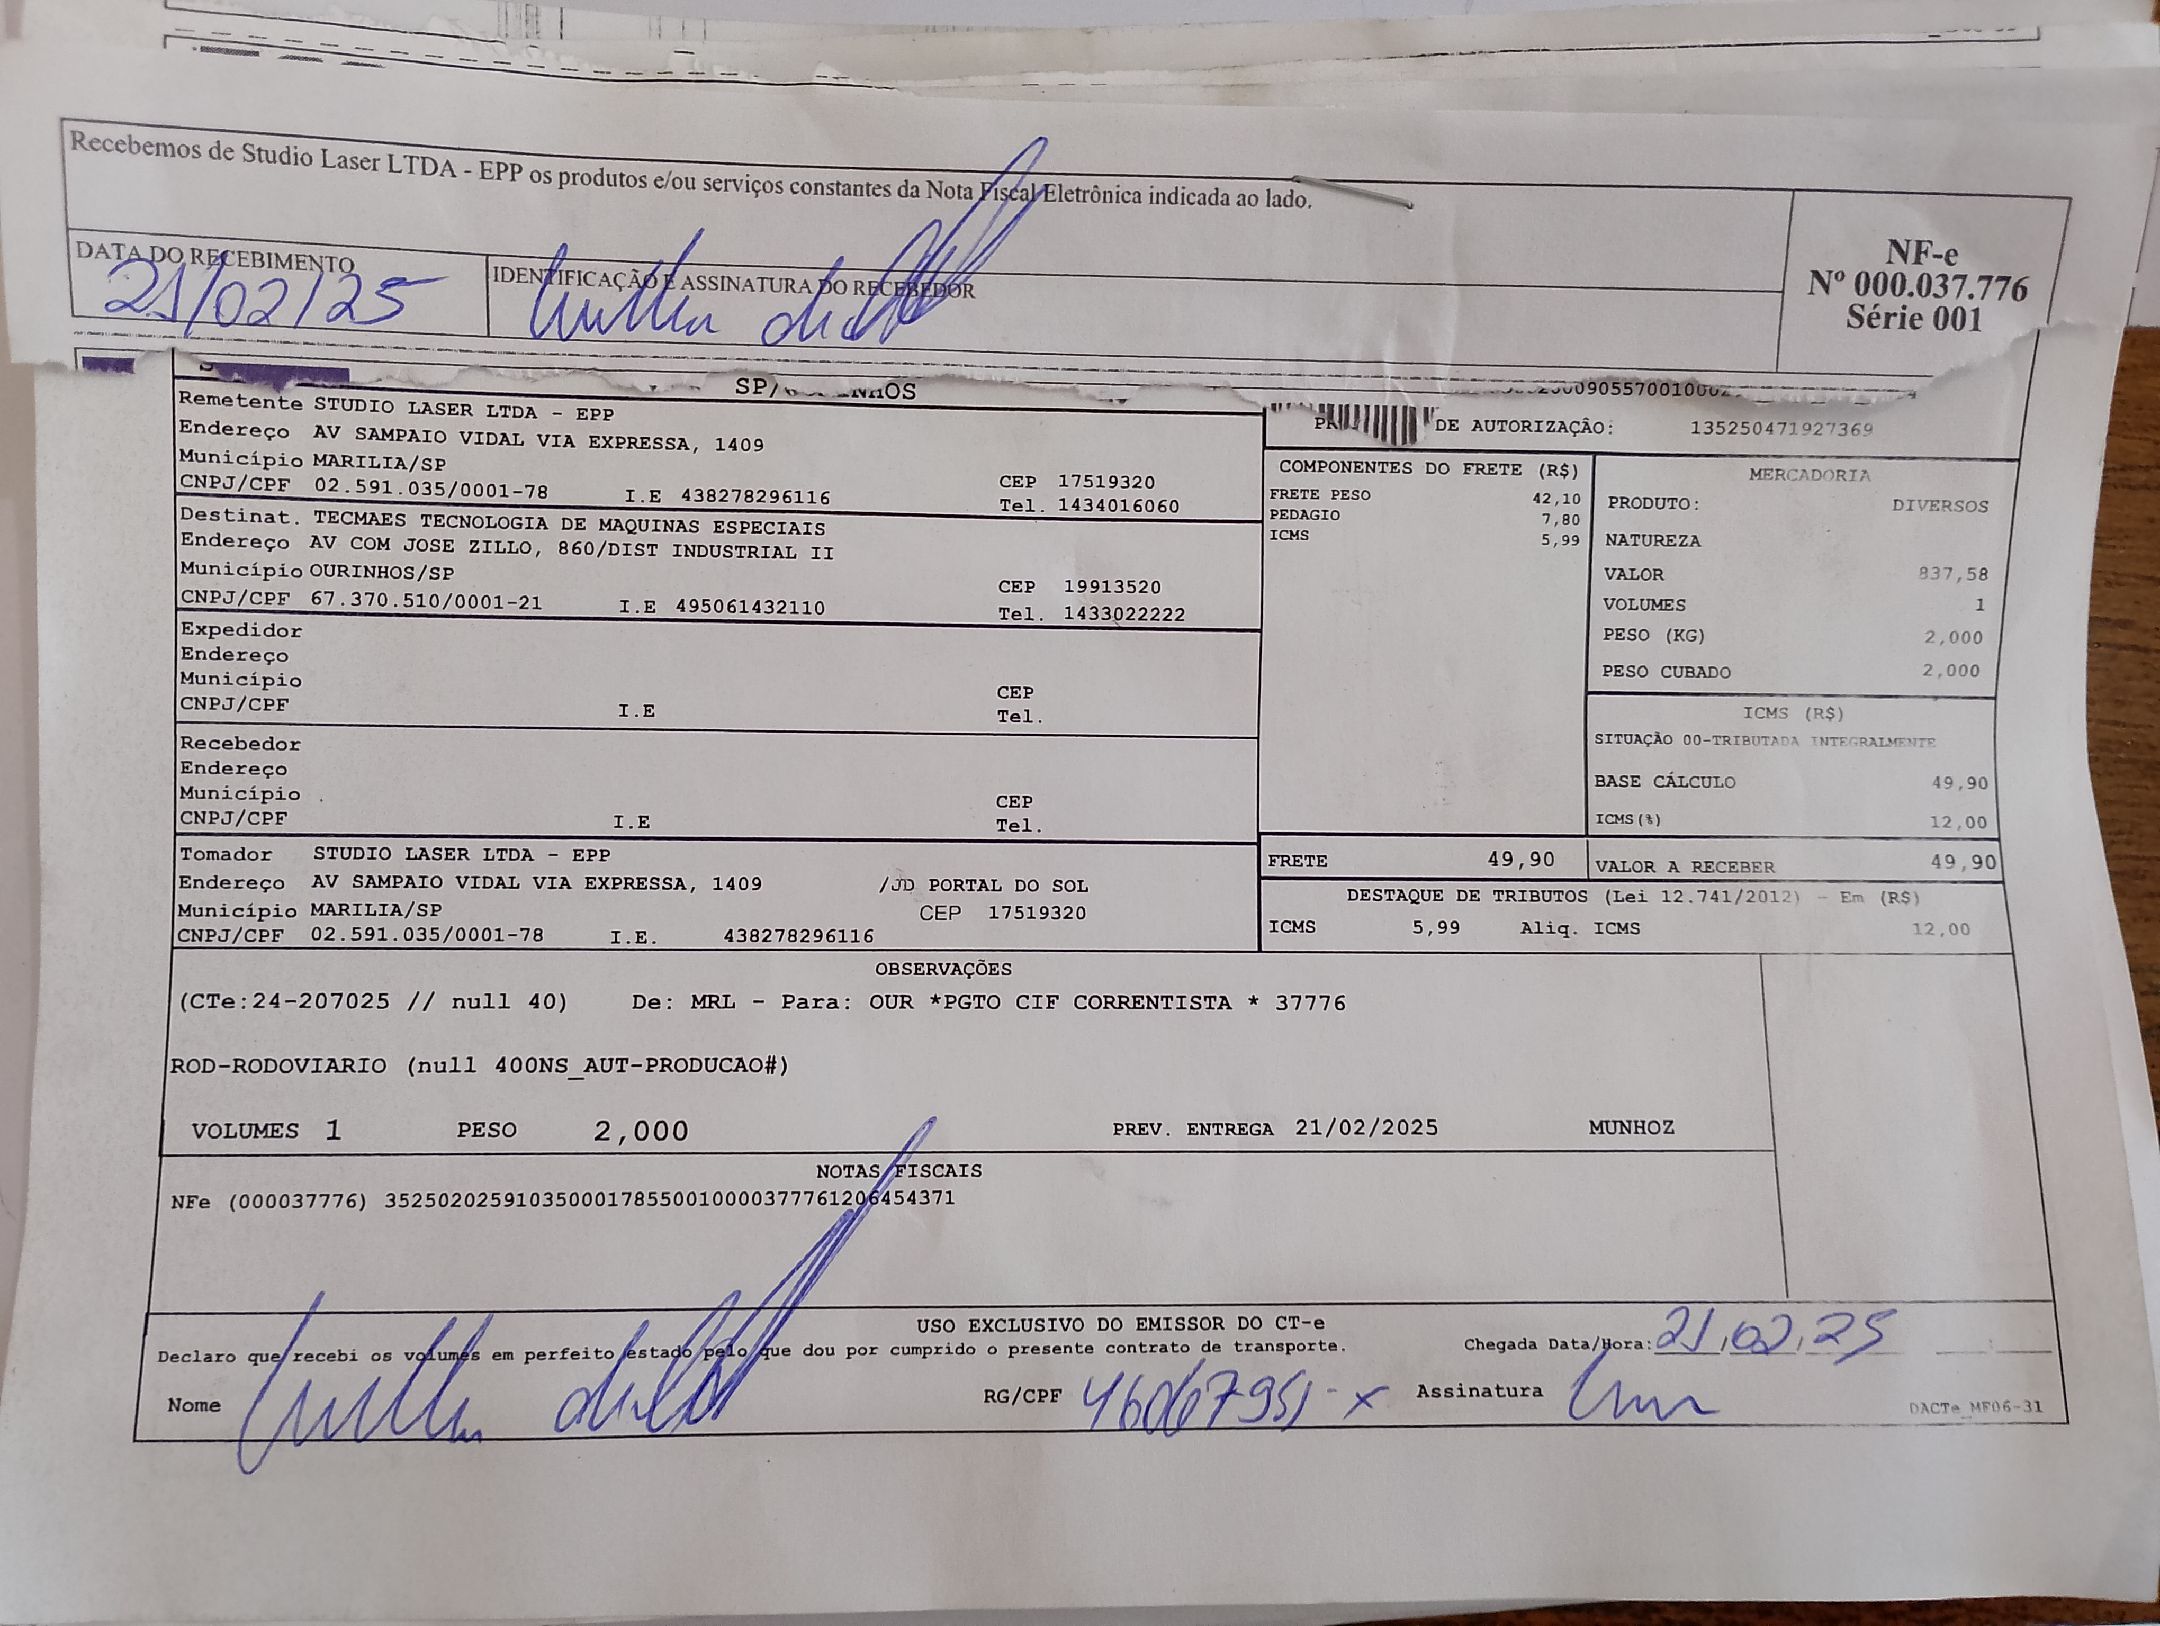 Recebemos de Studio Laser LTDA - EPP os produtos e/ou serviços constantes da Nota Fiscal Eletrônica indicada ao lado.
DATA DO RECEBIMENTO
21/02/25
IDENTIFICAÇÃO E ASSINATURA DO RECEBEDOR
NF-e
Nº 000.037.776
Série 001
SP/
Remetente STUDIO LASER LTDA - EPP
Endereço AV SAMPAIO VIDAL VIA EXPRESSA, 1409
Município MARILIA/SP CEP 17519320
CNPJ/CPF 02.591.035/0001-78 I.E 438278296116 Tel. 1434016060
Destinat. TECMAES TECNOLOGIA DE MAQUINAS ESPECIAIS
Endereço AV COM JOSE ZILLO, 860/DIST INDUSTRIAL II
Município OURINHOS/SP CEP 19913520
CNPJ/CPF 67.370.510/0001-21 I.E 495061432110 Tel. 1433022222
Expedidor
Endereço
Município CEP
CNPJ/CPF I.E Tel.
Recebedor
Endereço
Município CEP
CNPJ/CPF I.E Tel.
Tomador STUDIO LASER LTDA - EPP
Endereço AV SAMPAIO VIDAL VIA EXPRESSA, 1409 /JD PORTAL DO SOL
Município MARILIA/SP CEP 17519320
CNPJ/CPF 02.591.035/0001-78 I.E. 438278296116
DE AUTORIZAÇÃO: 135250471927369
COMPONENTES DO FRETE (R$)
FRETE PESO 42,10
PEDAGIO 7,80
ICMS 5,99
MERCADORIA
PRODUTO: DIVERSOS
NATUREZA
VALOR 837,58
VOLUMES 1
PESO (KG) 2,000
PESO CUBADO 2,000
ICMS (R$)
SITUAÇÃO 00-TRIBUTADA INTEGRALMENTE
BASE CÁLCULO 49,90
ICMS(%) 12,00
FRETE 49,90 VALOR A RECEBER 49,90
DESTAQUE DE TRIBUTOS (Lei 12.741/2012) - Em (R$)
ICMS 5,99 Aliq. ICMS 12,00
OBSERVAÇÕES
(CTe:24-207025 // null 40) De: MRL - Para: OUR *PGTO CIF CORRENTISTA * 37776
ROD-RODOVIARIO (null 400NS_AUT-PRODUCAO#)
VOLUMES 1 PESO 2,000 PREV. ENTREGA 21/02/2025 MUNHOZ
NOTAS FISCAIS
NFe (000037776) 35250202591035000178550010000377761206454371
USO EXCLUSIVO DO EMISSOR DO CT-e
Declaro que recebi os volumes em perfeito estado pelo que dou por cumprido o presente contrato de transporte.
Chegada Data/Hora: 21,02,25
Nome RG/CPF Assinatura
DACTe MF06-31